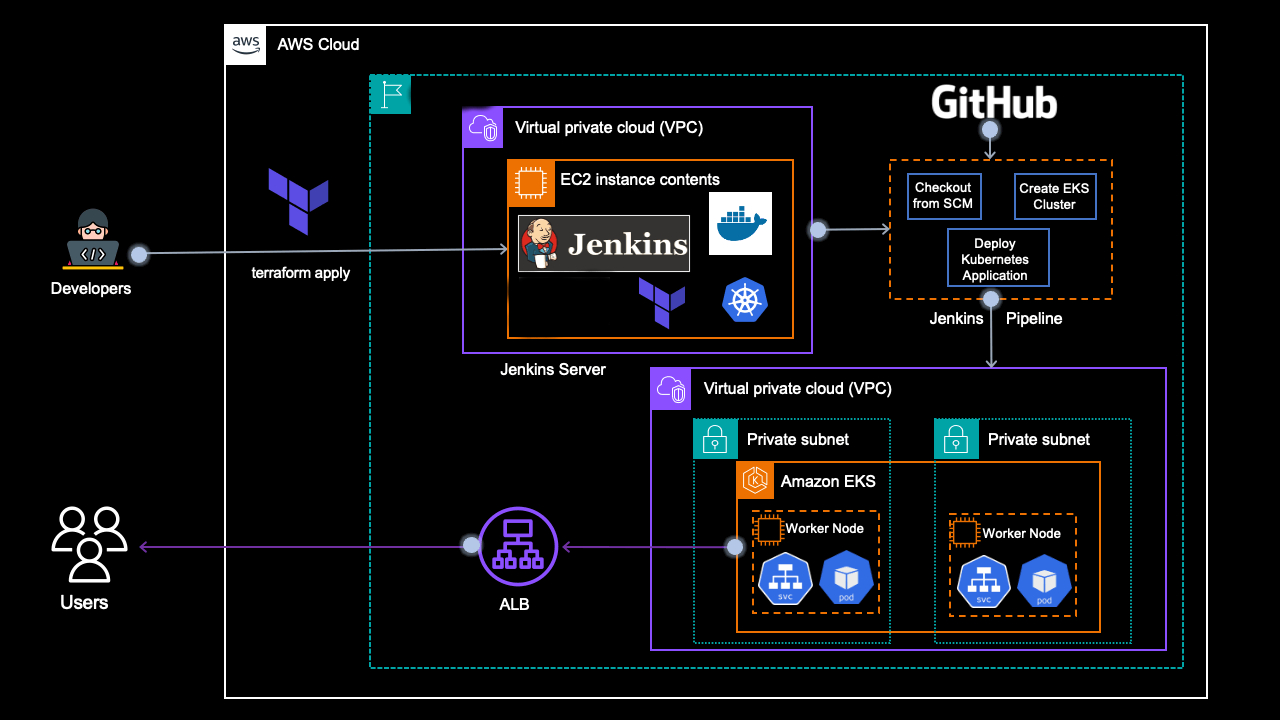 aws
AWS Cloud
GitHub
Virtual private cloud (VPC)
EC2 instance contents
Jenkins
Checkout
from SCM
Create EKS
Cluster
Deploy
Kubernetes
Application
Jenkins Pipeline
terraform apply
Developers
Jenkins Server
Virtual private cloud (VPC)
Private subnet
Private subnet
Amazon EKS
Worker Node
svc
pod
Worker Node
svc
pod
ALB
Users